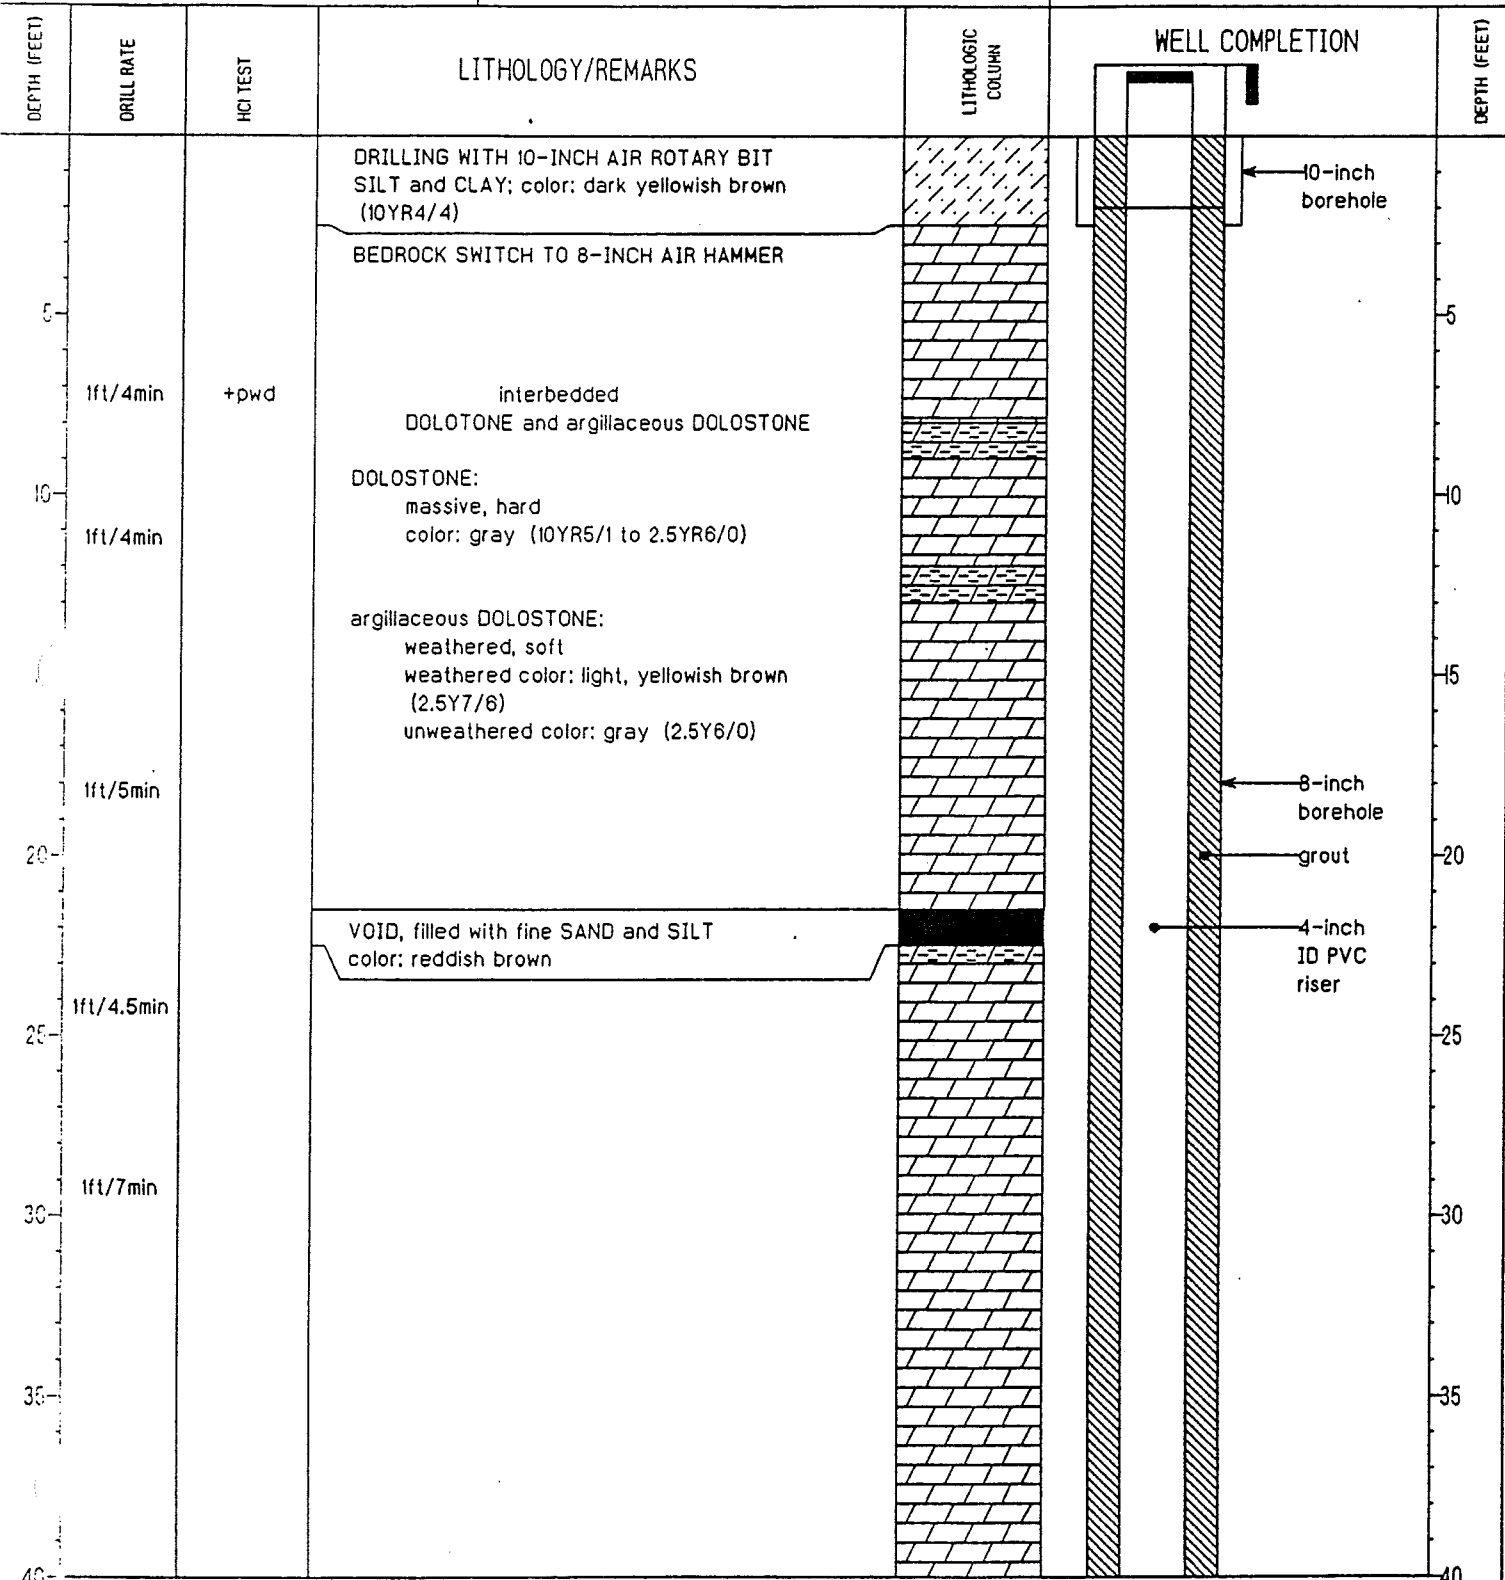 DEPTH (FEET)
DRILL RATE
HCl TEST
LITHOLOGY/REMARKS
LITHOLOGIC
COLUMN
WELL COMPLETION
DEPTH (FEET)
DRILLING WITH 10-INCH AIR ROTARY BIT
SILT and CLAY; color: dark yellowish brown
(10YR4/4)
10-inch
borehole
BEDROCK SWITCH TO 8-INCH AIR HAMMER
5
5
1ft/4min
+pwd
interbedded
DOLOTONE and argillaceous DOLOSTONE
DOLOSTONE:
10
massive, hard
10
1ft/4min
color: gray (10YR5/1 to 2.5YR6/0)
argillaceous DOLOSTONE:
weathered, soft
weathered color: light, yellowish brown
15
(2.5Y7/6)
unweathered color: gray (2.5Y6/0)
1ft/5min
8-inch
borehole
20
grout
20
VOID, filled with fine SAND and SILT
color: reddish brown
4-inch
ID PVC
riser
1ft/4.5min
25
25
1ft/7min
30
30
35
35
40
40